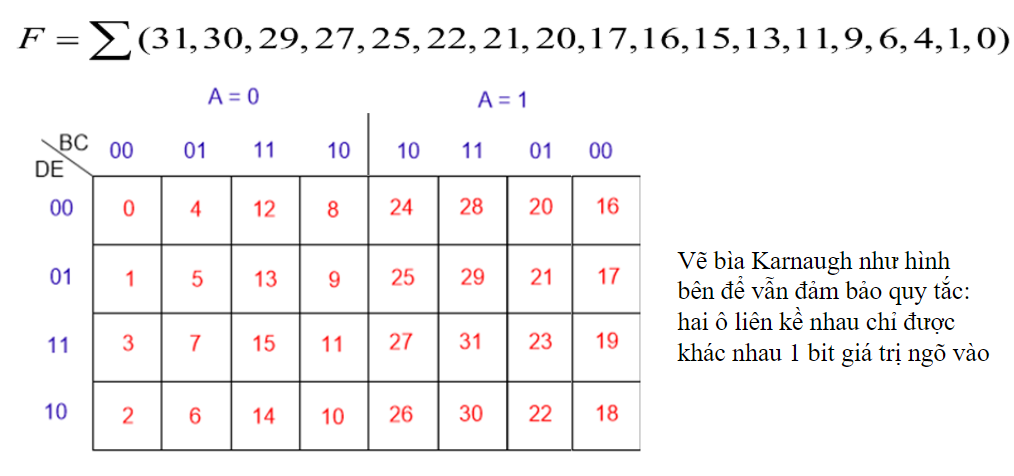 F = ∑(31,30,29,27,25,22,21,20,17,16,15,13,11,9,6,4,1,0)
A = 0 A = 1
BC 00 01 11 10 10 11 01 00
DE
00 0 4 12 8 24 28 20 16
01 1 5 13 9 25 29 21 17
11 3 7 15 11 27 31 23 19
10 2 6 14 10 26 30 22 18
Vẽ bìa Karnaugh như hình
bên để vẫn đảm bảo quy tắc:
hai ô liên kề nhau chỉ được
khác nhau 1 bit giá trị ngõ vào